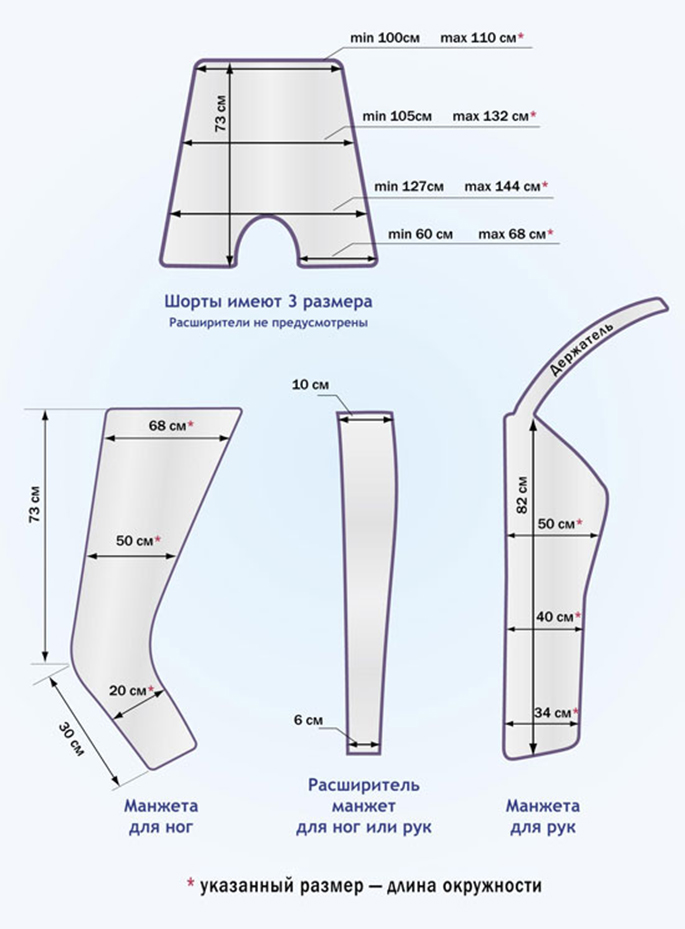 min 100см max 110 см*
73 см
min 105см max 132 см*
min 127см max 144 см*
min 60 см max 68 см*
Шорты имеют 3 размера
Расширители не предусмотрены
Держатель
10 см
68 см*
73 см
50 см*
20 см*
30 см
6 см
82 см
50 см*
40 см*
34 см*
Манжета
для ног
Расширитель
манжет
для ног или рук
Манжета
для рук
* указанный размер — длина окружности